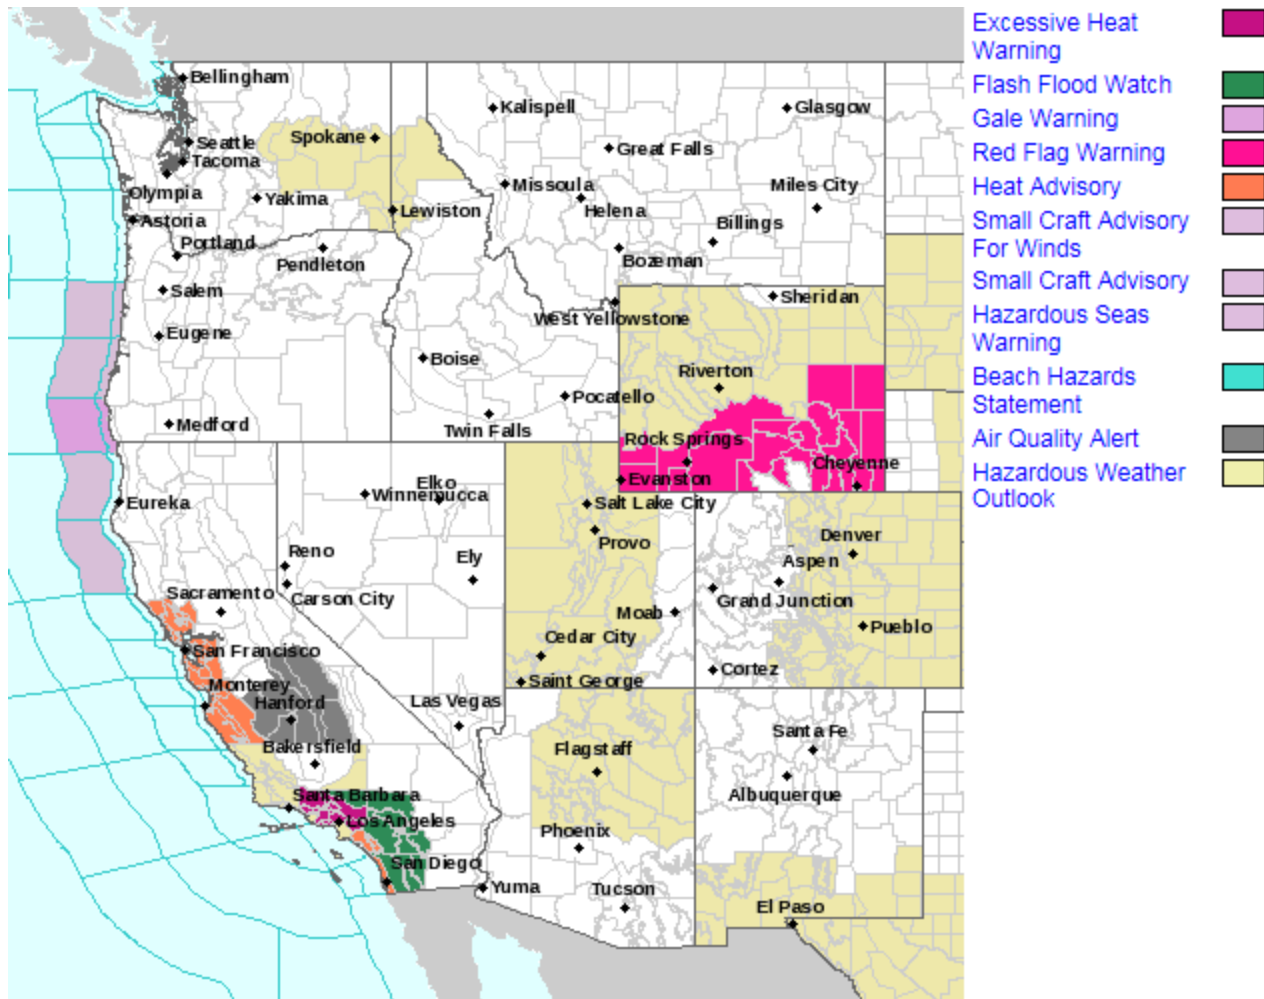 Bellingham
Seattle
Tacoma
Olympia
Astoria
Portland
Salem
Eugene
Medford
Spokane
Yakima
Lewiston
Pendleton
Kalispell
Glasgow
Great Falls
Missoula
Miles City
Helena
Billings
Bozeman
West Yellowstone
Sheridan
Boise
Pocatello
Twin Falls
Riverton
Rock Springs
Evanston
Cheyenne
Eureka
Elko
Winnemucca
Reno
Ely
Carson City
Sacramento
San Francisco
Monterey
Hanford
Bakersfield
Las Vegas
Santa Barbara
Los Angeles
San Diego
Salt Lake City
Provo
Moab
Cedar City
Saint George
Denver
Aspen
Grand Junction
Pueblo
Cortez
Flagstaff
Phoenix
Yuma
Tucson
Santa Fe
Albuquerque
El Paso
Excessive Heat
Warning
Flash Flood Watch
Gale Warning
Red Flag Warning
Heat Advisory
Small Craft Advisory
For Winds
Small Craft Advisory
Hazardous Seas
Warning
Beach Hazards
Statement
Air Quality Alert
Hazardous Weather
Outlook